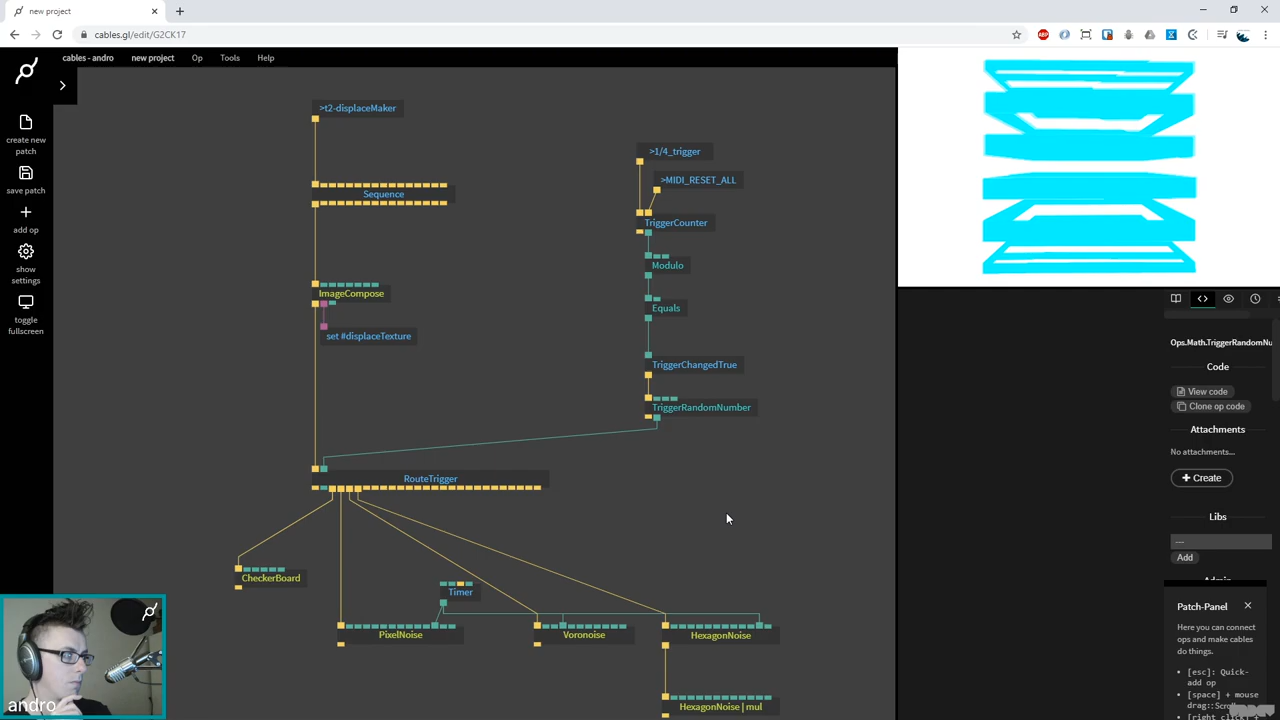 new project
cables.gl/edit/G2CK17
cables - andro
new project
Op
Tools
Help
create new
patch
save patch
add op
show
settings
toggle
fullscreen
>t2-displaceMaker
Sequence
ImageCompose
set #displaceTexture
>1/4_trigger
>MIDI_RESET_ALL
TriggerCounter
Modulo
Equals
TriggerChangedTrue
TriggerRandomNumber
RouteTrigger
CheckerBoard
Timer
PixelNoise
Voronoise
HexagonNoise
HexagonNoise | mul
Ops.Math.TriggerRandomNu
Code
View code
Clone op code
Attachments
No attachments...
Create
Libs
---
Add
Patch-Panel
Here you can connect
ops and make cables
do things.
[esc]: Quick-
add op
[space] + mouse
drag::Scrol
[right click] +
andro
ABP